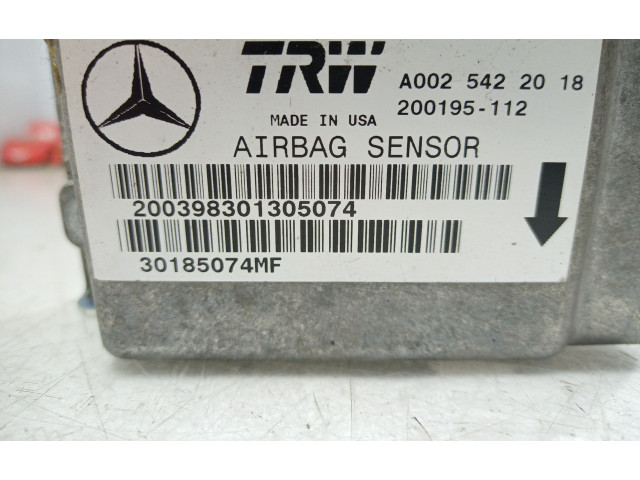 TRW
A002 542 20 18
200195-112
MADE IN USA
AIRBAG SENSOR
200398301305074
30185074MF